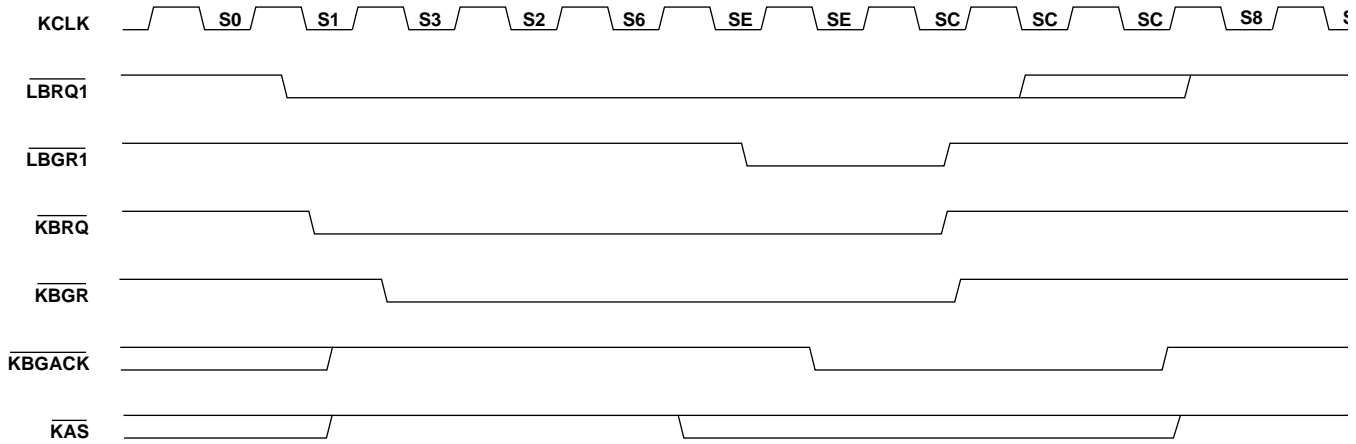 KCLK S0 S1 S3 S2 S6 SE SE SC SC SC S8 S
LBRQ1
LBGR1
KBRQ
KBGR
KBGACK
KAS